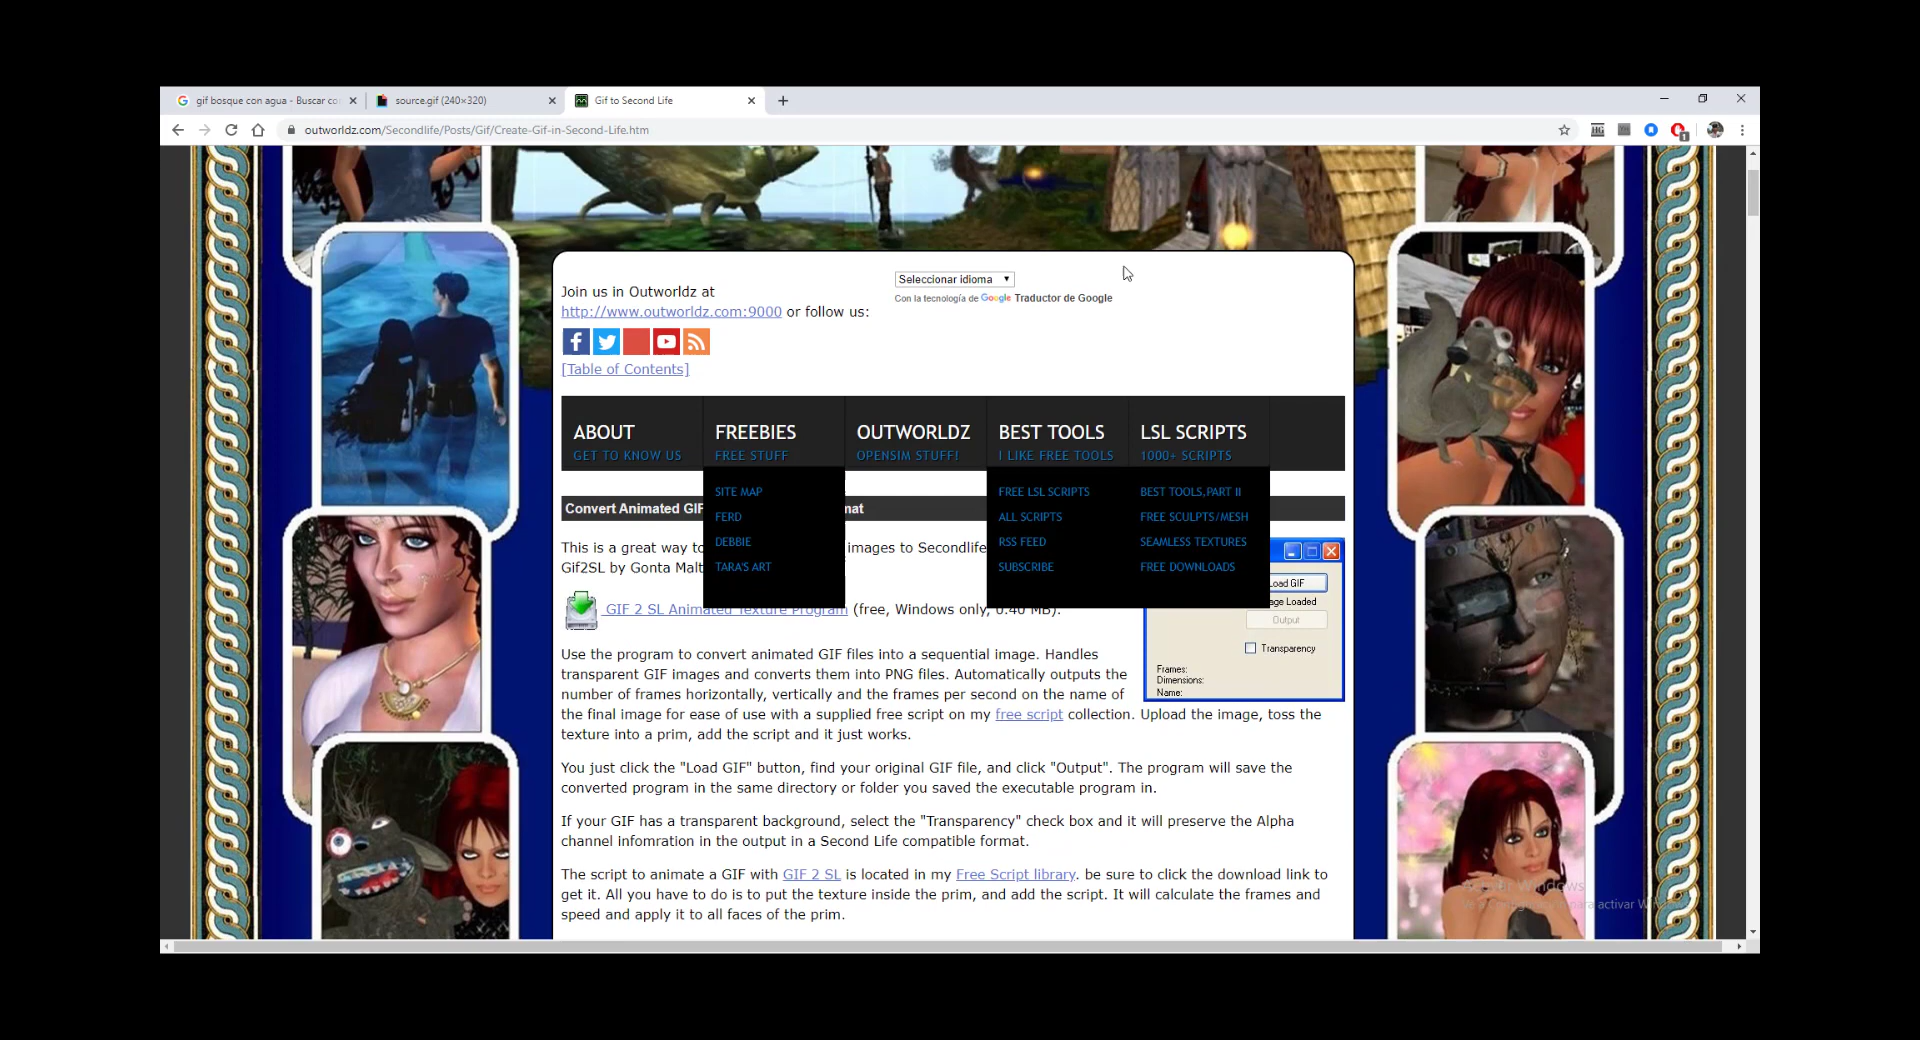 gif bosque con agua - Buscar co
source.gif (240×320)
Gif to Second Life
outworldz.com/Secondlife/Posts/Gif/Create-Gif-in-Second-Life.htm
Join us in Outworldz at
http://www.outworldz.com:9000 or follow us:
Seleccionar idioma
Con la tecnología de Google Traductor de Google
[Table of Contents]
ABOUT FREEBIES OUTWORLDZ BEST TOOLS LSL SCRIPTS
GET TO KNOW US FREE STUFF OPENSIM STUFF! I LIKE FREE TOOLS 1000+ SCRIPTS
SITE MAP FREE LSL SCRIPTS BEST TOOLS,PART II
Convert Animated GIF mat
FERD ALL SCRIPTS FREE SCULPTS/MESH
DEBBIE RSS FEED SEAMLESS TEXTURES
This is a great way to images to Secondlife
TARA'S ART SUBSCRIBE FREE DOWNLOADS
Gif2SL by Gonta Malt
GIF 2 SL Animated Texture Program (free, Windows only, 0.40 MB).
oad GIF
age Loaded
Output
Transparency
Frames:
Dimensions:
Name:
Use the program to convert animated GIF files into a sequential image. Handles
transparent GIF images and converts them into PNG files. Automatically outputs the
number of frames horizontally, vertically and the frames per second on the name of
the final image for ease of use with a supplied free script on my free script collection. Upload the image, toss the
texture into a prim, add the script and it just works.
You just click the "Load GIF" button, find your original GIF file, and click "Output". The program will save the
converted program in the same directory or folder you saved the executable program in.
If your GIF has a transparent background, select the "Transparency" check box and it will preserve the Alpha
channel infomration in the output in a Second Life compatible format.
The script to animate a GIF with GIF 2 SL is located in my Free Script library. be sure to click the download link to
get it. All you have to do is to put the texture inside the prim, and add the script. It will calculate the frames and
speed and apply it to all faces of the prim.
Windows
para activar